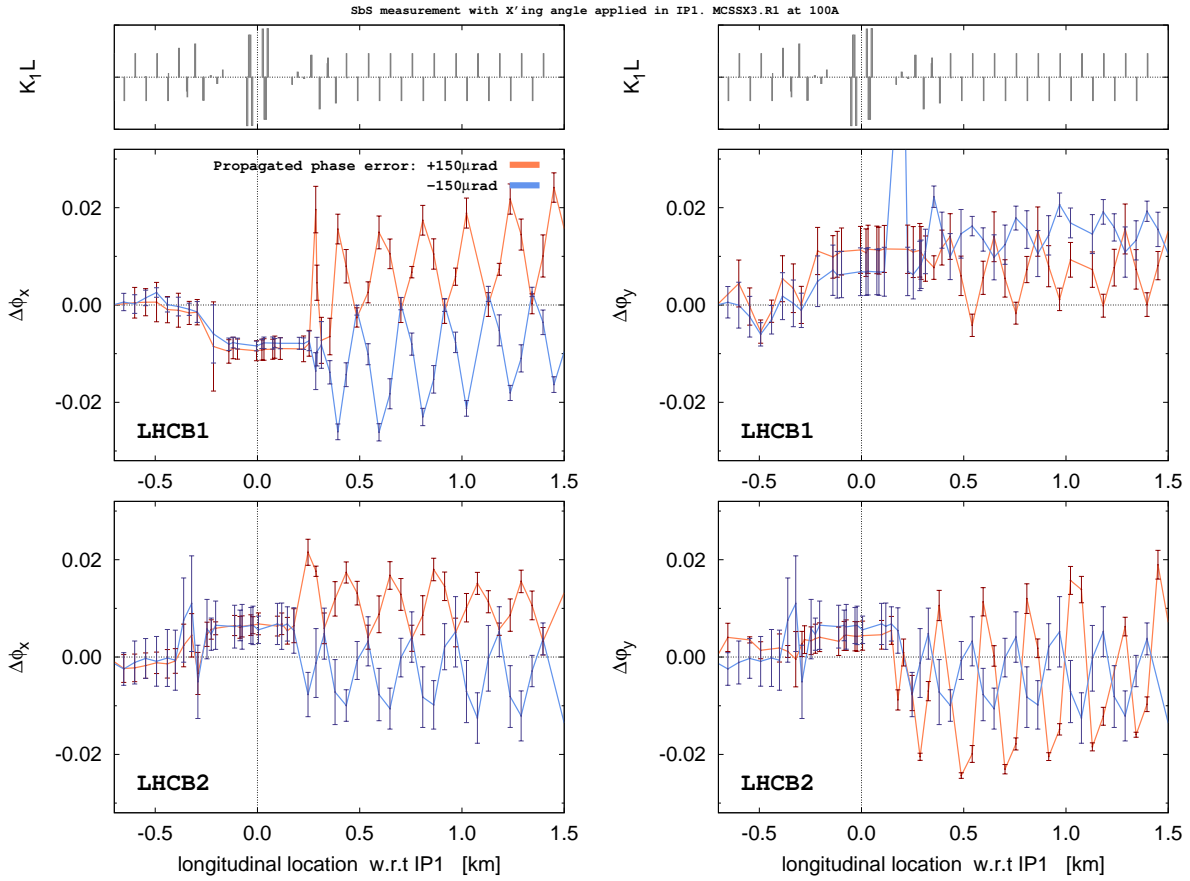 SbS measurement with X'ing angle applied in IP1. MCSSX3.R1 at 100A
K1L
K1L
Propagated phase error: +150μrad
−150μrad
0.02
0.00
-0.02
Δϕx
LHCB1
-0.5 0.0 0.5 1.0 1.5
0.02
0.00
-0.02
Δφy
LHCB1
-0.5 0.0 0.5 1.0 1.5
0.02
0.00
-0.02
Δϕx
LHCB2
-0.5 0.0 0.5 1.0 1.5
longitudinal location w.r.t IP1 [km]
0.02
0.00
-0.02
Δφy
LHCB2
-0.5 0.0 0.5 1.0 1.5
longitudinal location w.r.t IP1 [km]